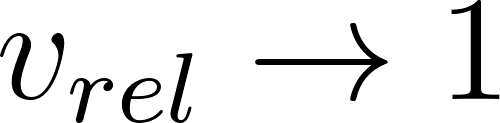 v_{rel} → 1